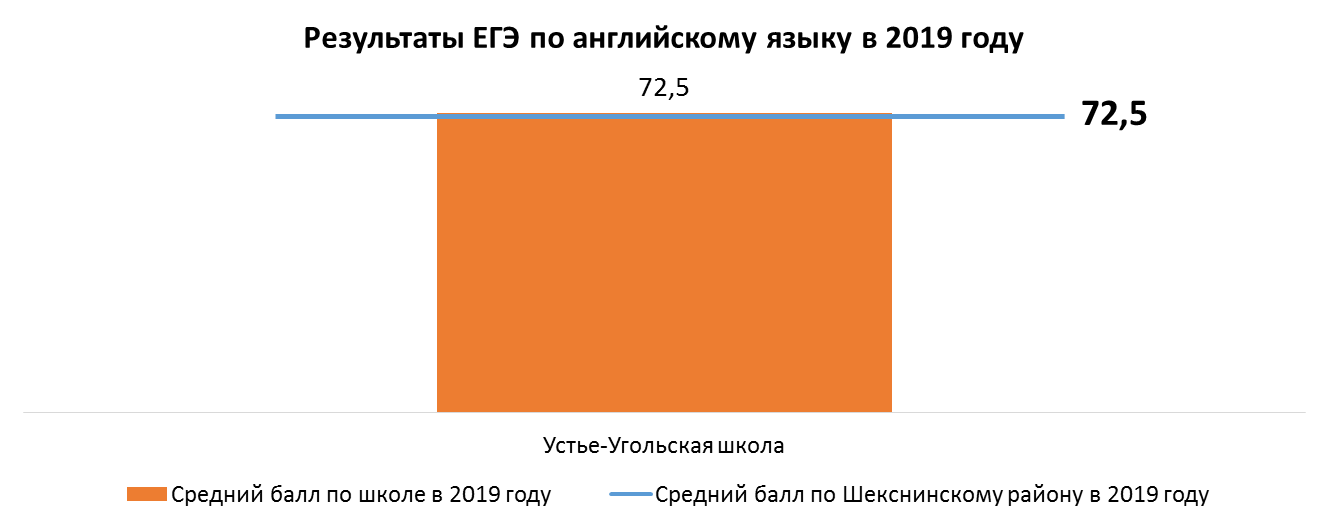 Результаты ЕГЭ по английскому языку в 2019 году
72,5
72,5
Устье-Угольская школа
Средний балл по школе в 2019 году
Средний балл по Шекснинскому району в 2019 году